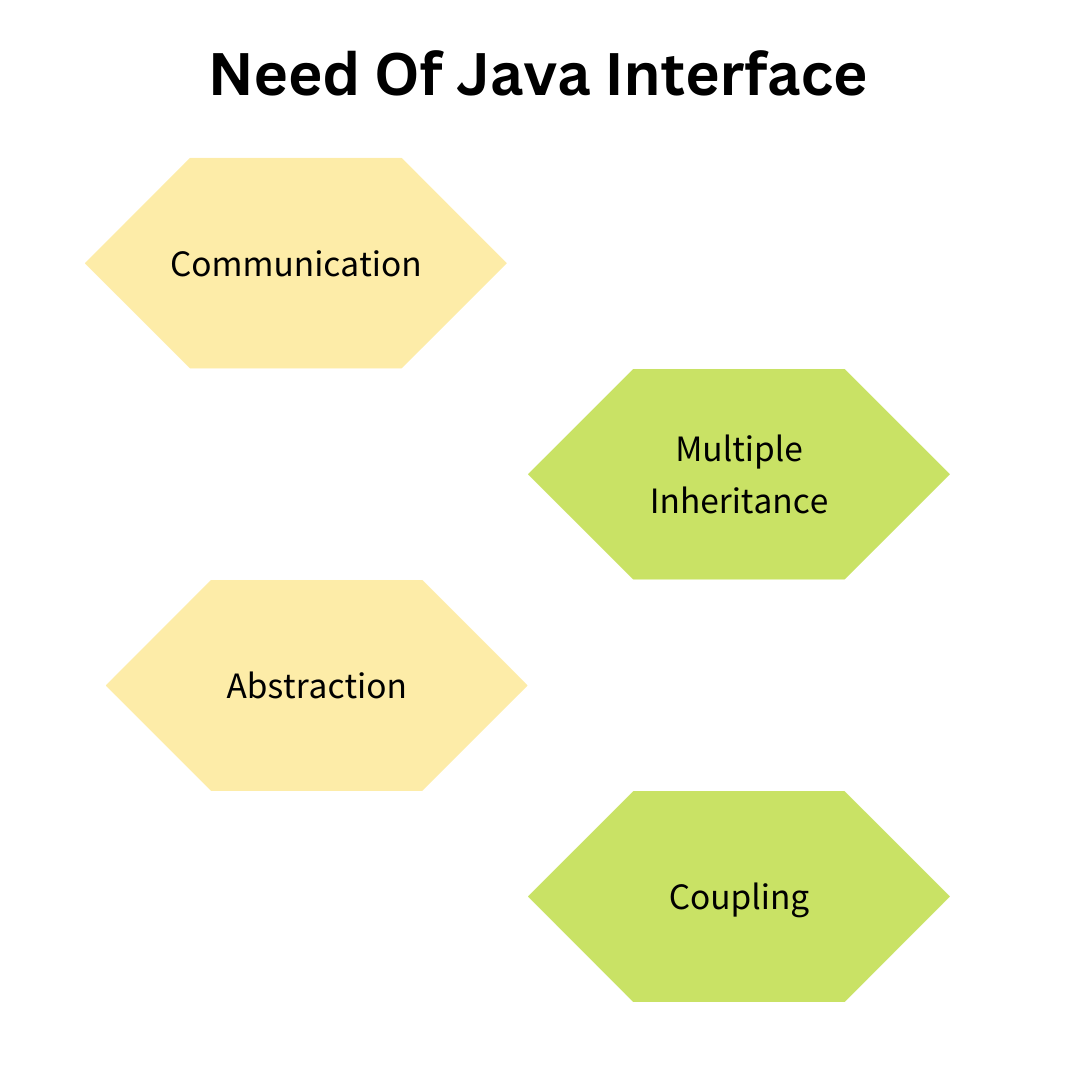 Need Of Java Interface
Communication
Multiple
Inheritance
Abstraction
Coupling